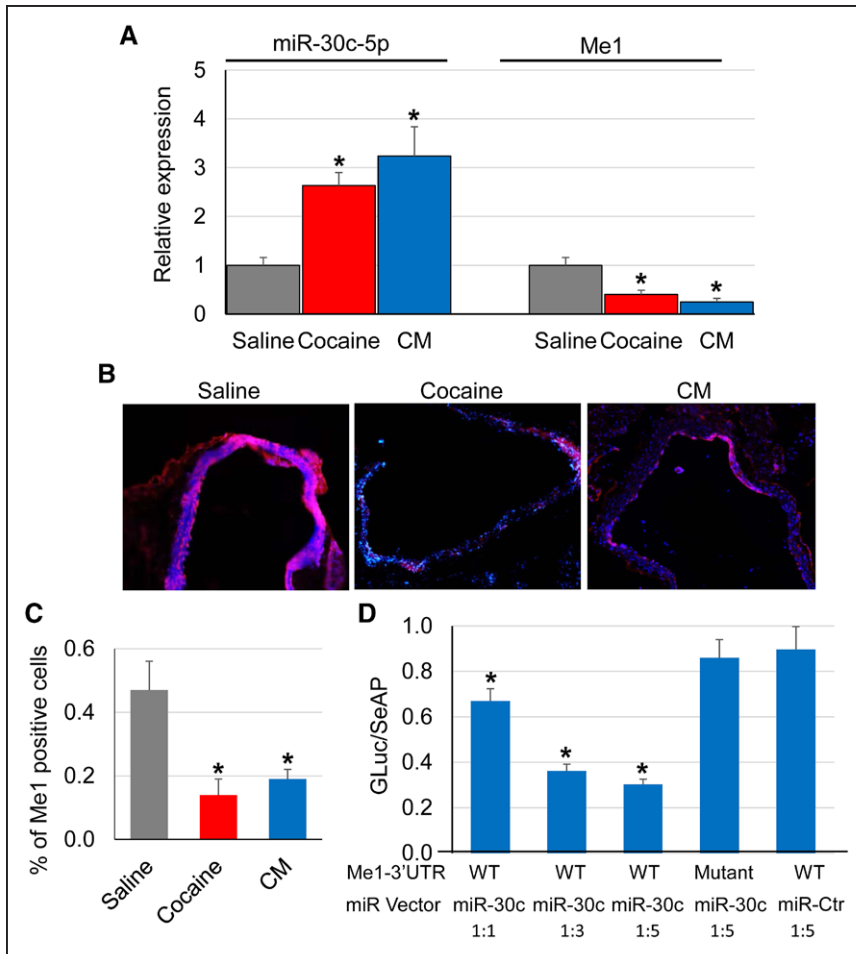 A
miR-30c-5p Me1
Relative expression
5
4
3
2
1
0
* * * *
Saline Cocaine CM Saline Cocaine CM
B
Saline Cocaine CM
C
% of Me1 positive cells
0.6
0.4
0.2
0.0
* *
Saline Cocaine CM
D
GLuc/SeAP
1.0
0.8
0.6
0.4
0.2
0.0
* * *
Me1-3'UTR WT WT WT Mutant WT
miR Vector miR-30c miR-30c miR-30c miR-30c miR-Ctr
1:1 1:3 1:5 1:5 1:5